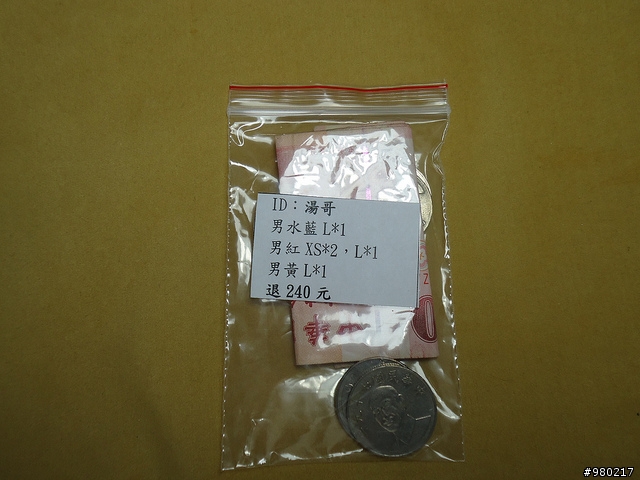 ID：湯哥
男水藍 L*1
男紅 XS*2，L*1
男黃 L*1
退 240 元
#980217